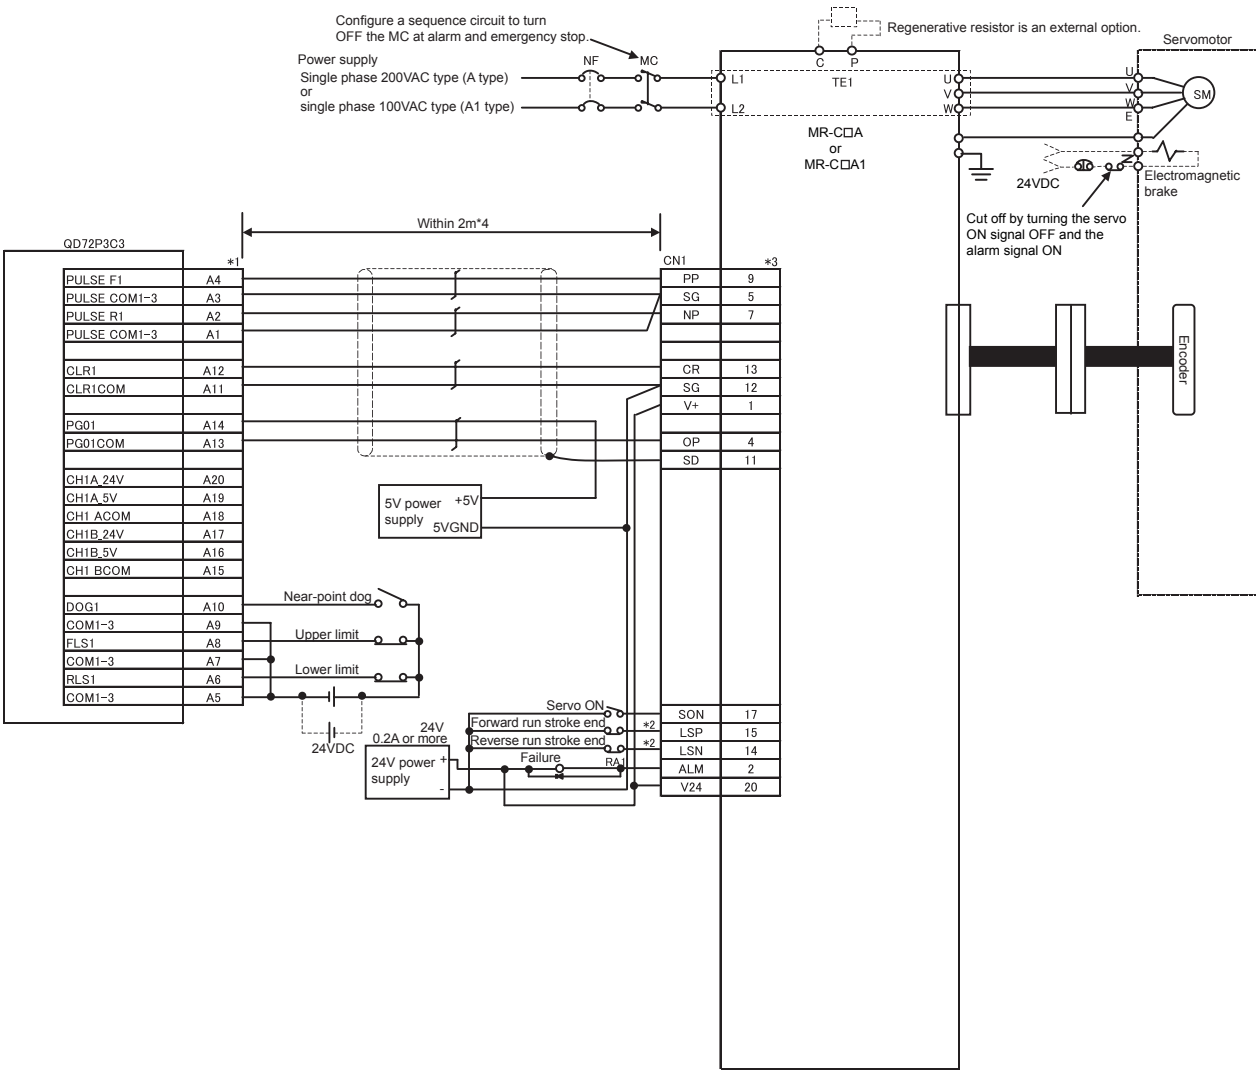 Configure a sequence circuit to turn
OFF the MC at alarm and emergency stop.
Regenerative resistor is an external option.
Servomotor
Power supply
NF
MC
C
P
Single phase 200VAC type (A type)
or
single phase 100VAC type (A1 type)
L1
L2
TE1
U
V
W
U
V
W
E
SM
MR-C□A
or
MR-C□A1
24VDC
Electromagnetic
brake
Cut off by turning the servo
ON signal OFF and the
alarm signal ON
Within 2m*4
QD72P3C3
*1
CN1
*3
PULSE F1 A4
PULSE COM1-3 A3
PULSE R1 A2
PULSE COM1-3 A1
CLR1 A12
CLR1COM A11
PG01 A14
PG01COM A13
CH1A_24V A20
CH1A_5V A19
CH1 ACOM A18
CH1B_24V A17
CH1B_5V A16
CH1 BCOM A15
DOG1 A10
COM1-3 A9
FLS1 A8
COM1-3 A7
RLS1 A6
COM1-3 A5
PP 9
SG 5
NP 7
CR 13
SG 12
V+ 1
OP 4
SD 11
Encoder
5V power
supply
+5V
5VGND
Near-point dog
Upper limit
Lower limit
24VDC
Servo ON
Forward run stroke end
*2
Reverse run stroke end
*2
24V
0.2A or more
24V power
supply
+
-
Failure
RA1
SON 17
LSP 15
LSN 14
ALM 2
V24 20